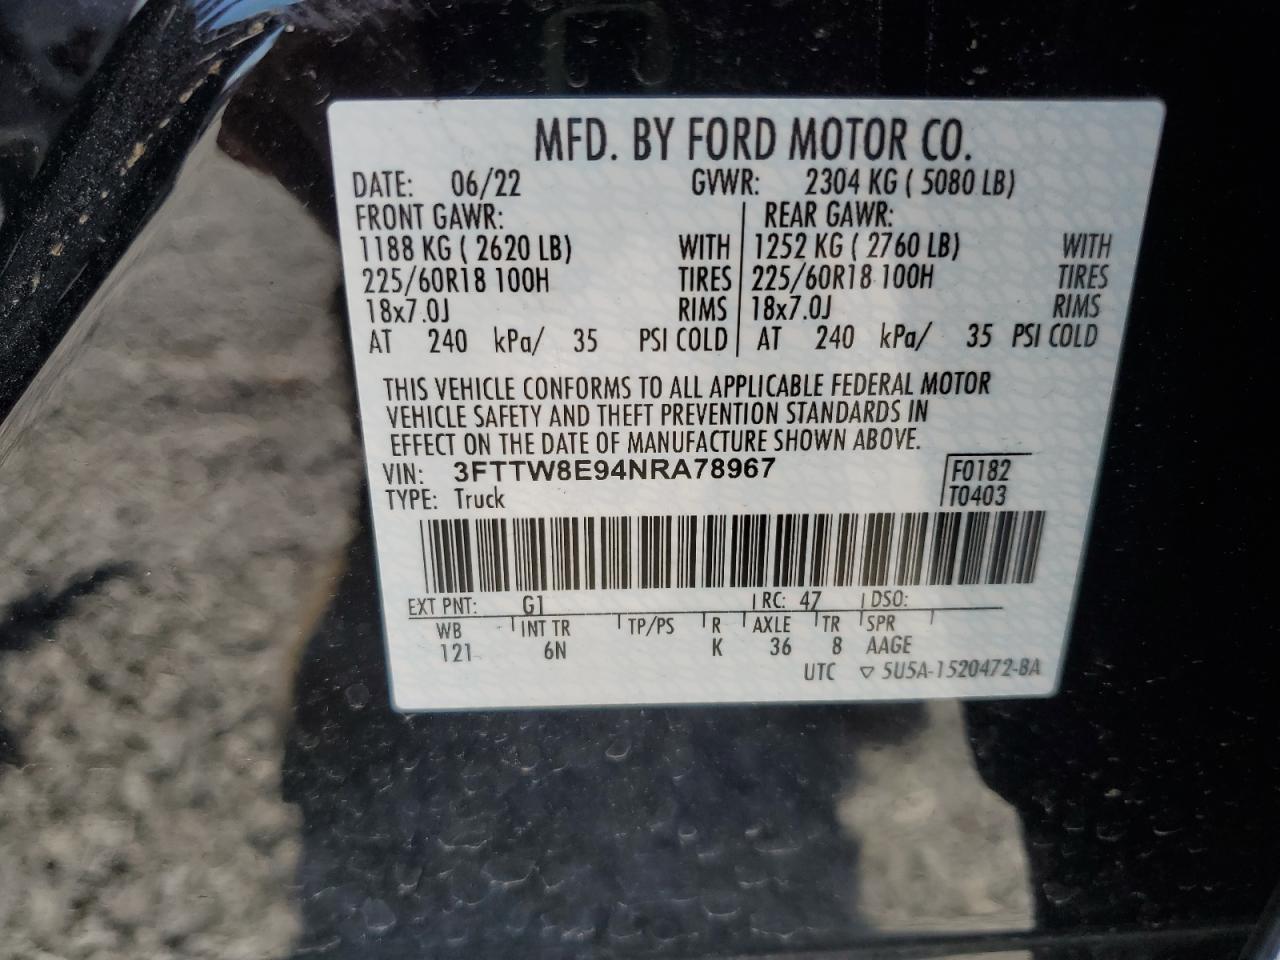 MFD. BY FORD MOTOR CO.
DATE: 06/22 GVWR: 2304 KG ( 5080 LB)
FRONT GAWR: REAR GAWR:
1188 KG ( 2620 LB) WITH 1252 KG ( 2760 LB) WITH
225/60R18 100H TIRES 225/60R18 100H TIRES
18x7.0J RIMS 18x7.0J RIMS
AT 240 kPa/ 35 PSI COLD AT 240 kPa/ 35 PSI COLD
THIS VEHICLE CONFORMS TO ALL APPLICABLE FEDERAL MOTOR
VEHICLE SAFETY AND THEFT PREVENTION STANDARDS IN
EFFECT ON THE DATE OF MANUFACTURE SHOWN ABOVE.
VIN: 3FTTW8E94NRA78967 F0182
TYPE: Truck T0403
EXT PNT: G1 RC: 47 DSO:
WB INT TR TP/PS R AXLE TR SPR
121 6N K 36 8 AAGE
UTC ▽ 5U5A-1520472-BA